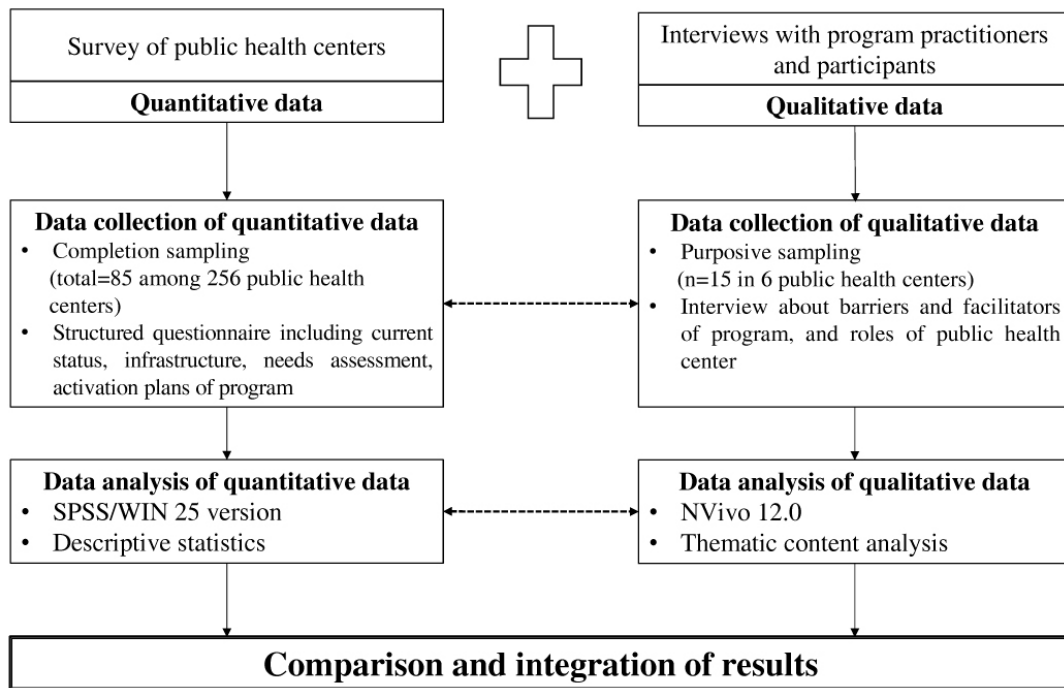 Survey of public health centers
Quantitative data
Interviews with program practitioners
and participants
Qualitative data
Data collection of quantitative data
• Completion sampling
(total=85 among 256 public health
centers)
• Structured questionnaire including current
status, infrastructure, needs assessment,
activation plans of program
Data collection of qualitative data
• Purposive sampling
(n=15 in 6 public health centers)
• Interview about barriers and facilitators
of program, and roles of public health
center
Data analysis of quantitative data
• SPSS/WIN 25 version
• Descriptive statistics
Data analysis of qualitative data
• NVivo 12.0
• Thematic content analysis
Comparison and integration of results